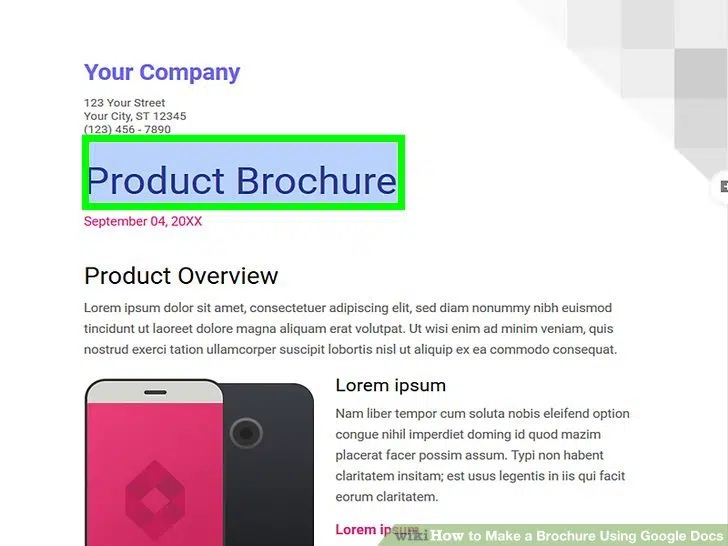 Your Company
123 Your Street
Your City, ST 12345
(123) 456 - 7890
Product Brochure
September 04, 20XX
Product Overview
Lorem ipsum dolor sit amet, consectetuer adipiscing elit, sed diam nonummy nibh euismod
tincidunt ut laoreet dolore magna aliquam erat volutpat. Ut wisi enim ad minim veniam, quis
nostrud exerci tation ullamcorper suscipit lobortis nisl ut aliquip ex ea commodo consequat.
Lorem ipsum
Nam liber tempor cum soluta nobis eleifend option
congue nihil imperdiet doming id quod mazim
placerat facer possim assum. Typi non habent
claritatem insitam; est usus legentis in iis qui facit
eorum claritatem.
Lorem ipsum
wikiHow to Make a Brochure Using Google Docs